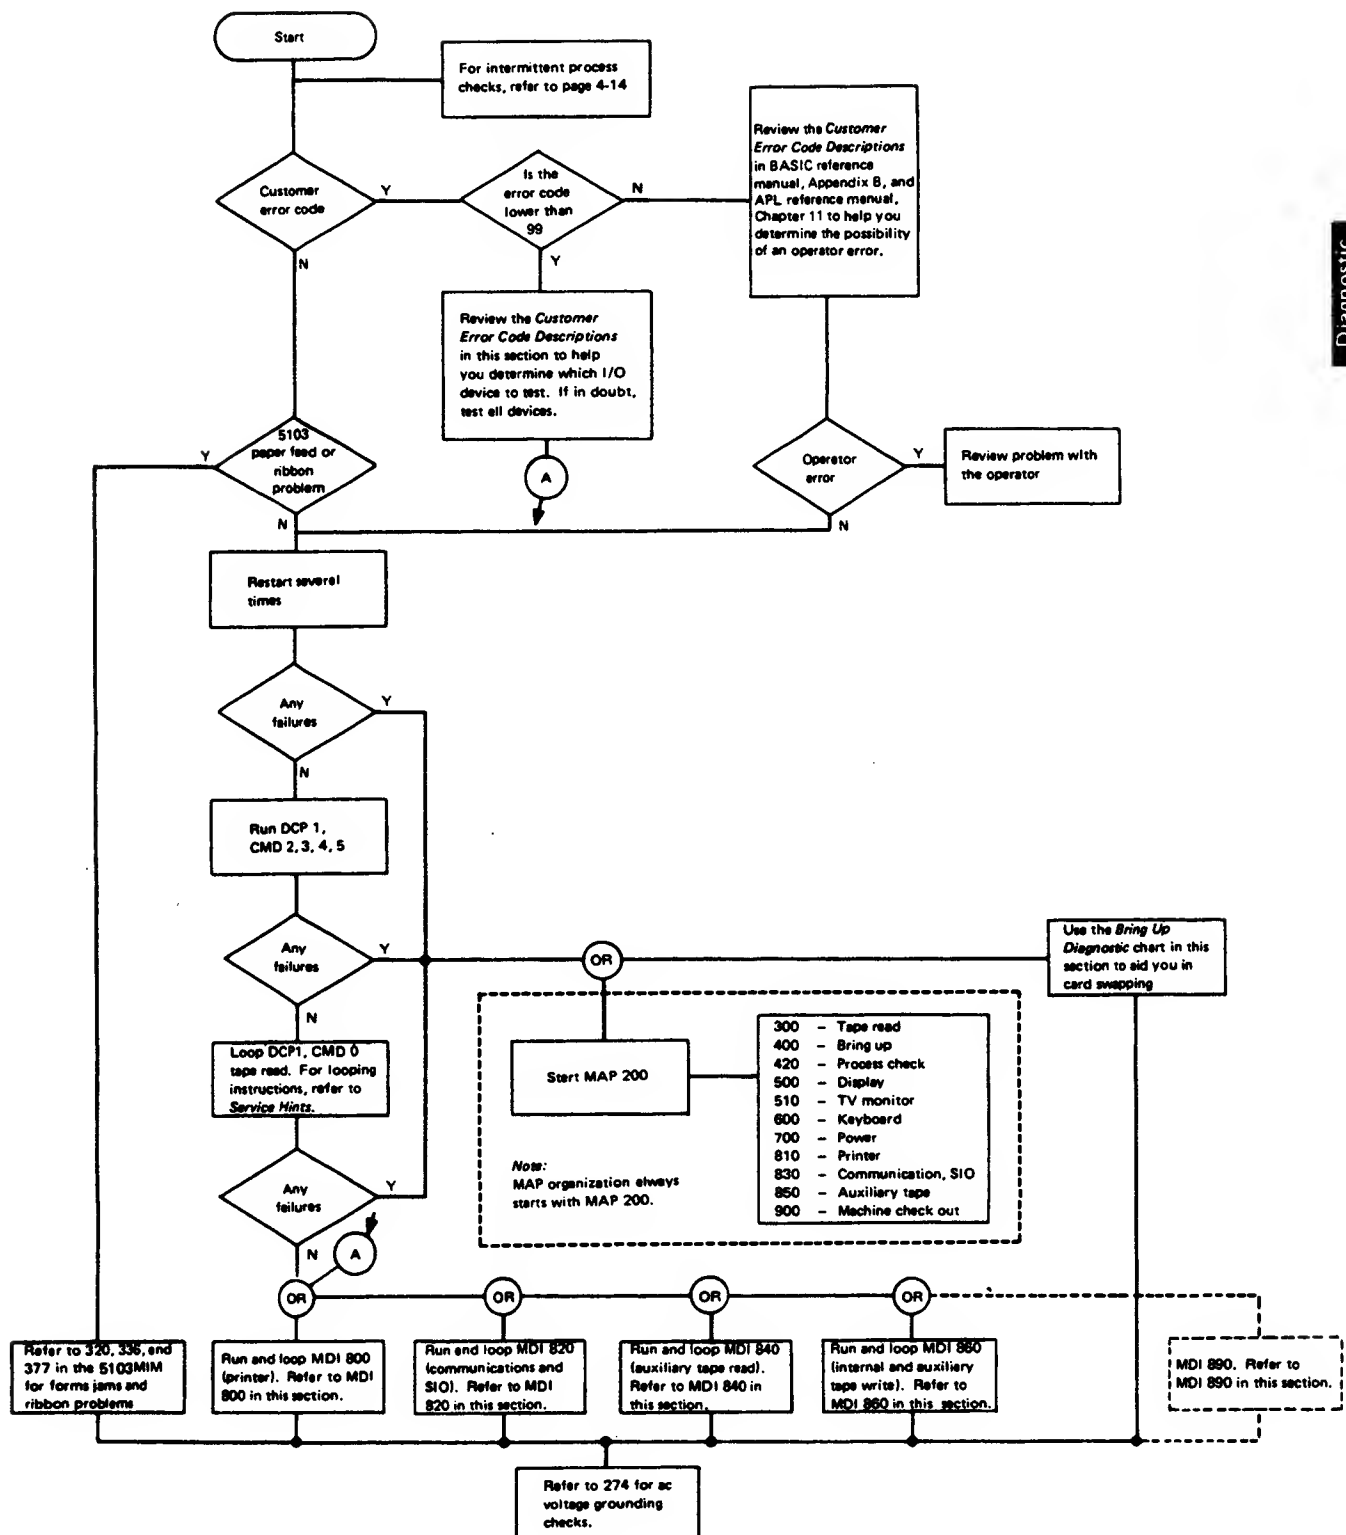 Start
For intermittent process
checks, refer to page 4-14
Customer
error code
Y
N
Is the
error code
lower than
99
N
Y
Review the Customer
Error Code Descriptions
in BASIC reference
manual, Appendix B, and
APL reference manual,
Chapter 11 to help you
determine the possibility
of an operator error.
Diagnostic
Review the Customer
Error Code Descriptions
in this section to help
you determine which I/O
device to test. If in doubt,
test all devices.
A
5103
paper feed or
ribbon
problem
Y
N
Operator
error
Y
N
Review problem with
the operator
Restart several
times
Any
failures
Y
N
Run DCP 1,
CMD 2, 3, 4, 5
Any
failures
Y
N
OR
Use the Bring Up
Diagnostic chart in this
section to aid you in
card swapping
Loop DCP1, CMD 0
tape read. For looping
instructions, refer to
Service Hints.
Start MAP 200
300 – Tape read
400 – Bring up
420 – Process check
500 – Display
510 – TV monitor
600 – Keyboard
700 – Power
810 – Printer
830 – Communication, SIO
850 – Auxiliary tape
900 – Machine check out
Note:
MAP organization always
starts with MAP 200.
Any
failures
Y
N
A
OR
OR
OR
OR
Refer to 320, 336, and
377 in the 5103MIM
for forms jams and
ribbon problems
Run and loop MDI 800
(printer). Refer to MDI
800 in this section.
Run and loop MDI 820
(communications and
SIO). Refer to MDI
820 in this section.
Run and loop MDI 840
(auxiliary tape read).
Refer to MDI 840 in
this section.
Run and loop MDI 860
(internal and auxiliary
tape write). Refer to
MDI 860 in this section.
MDI 890. Refer to
MDI 890 in this section.
Refer to 274 for ac
voltage grounding
checks.